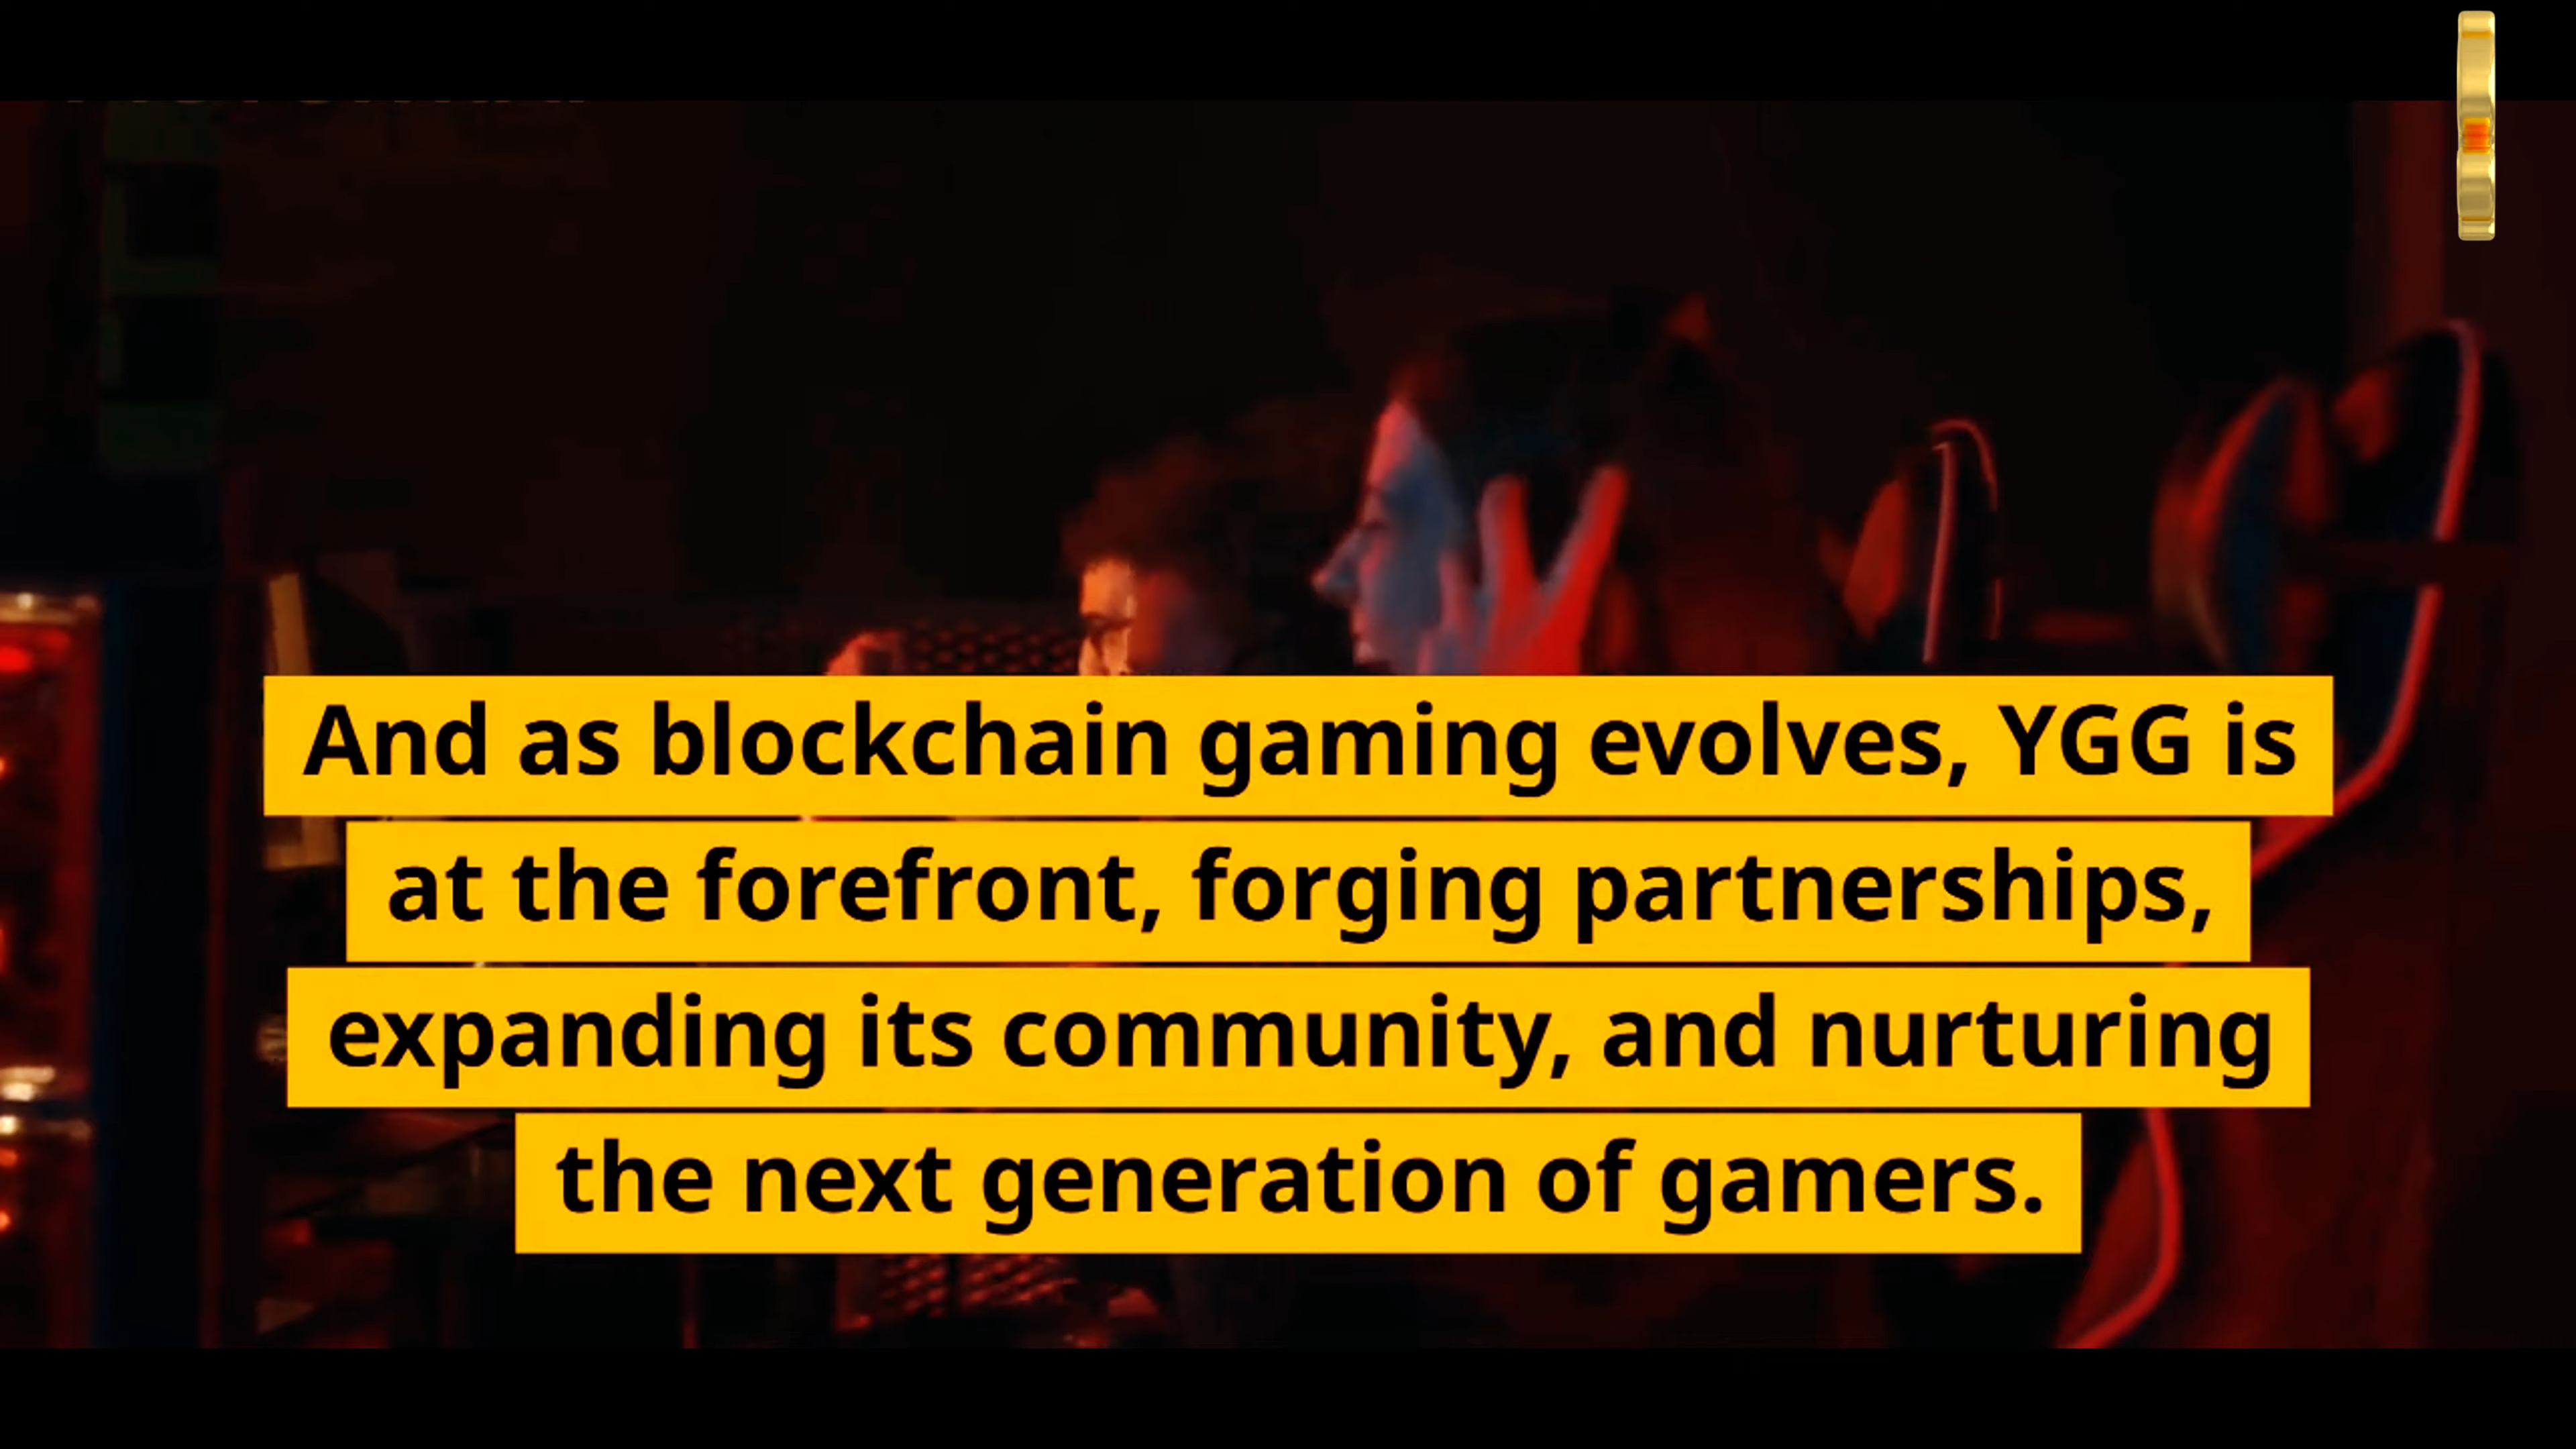 And as blockchain gaming evolves, YGG is
at the forefront, forging partnerships,
expanding its community, and nurturing
the next generation of gamers.